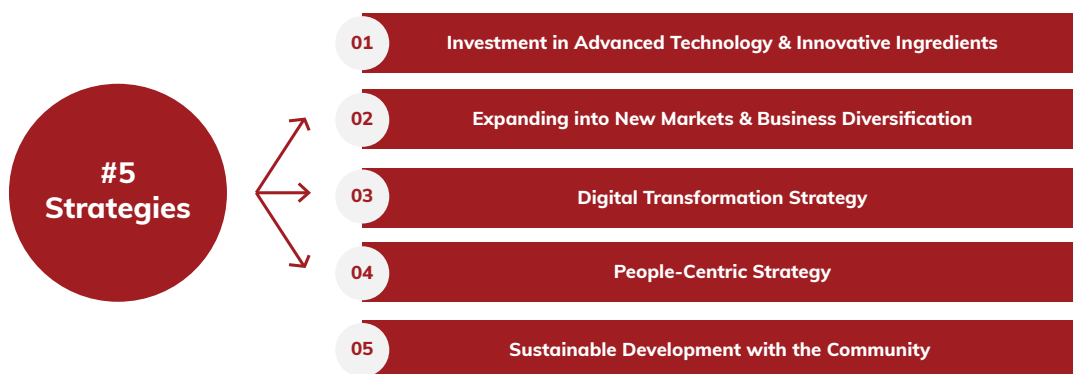 #5
Strategies
01
Investment in Advanced Technology & Innovative Ingredients
02
Expanding into New Markets & Business Diversification
03
Digital Transformation Strategy
04
People-Centric Strategy
05
Sustainable Development with the Community